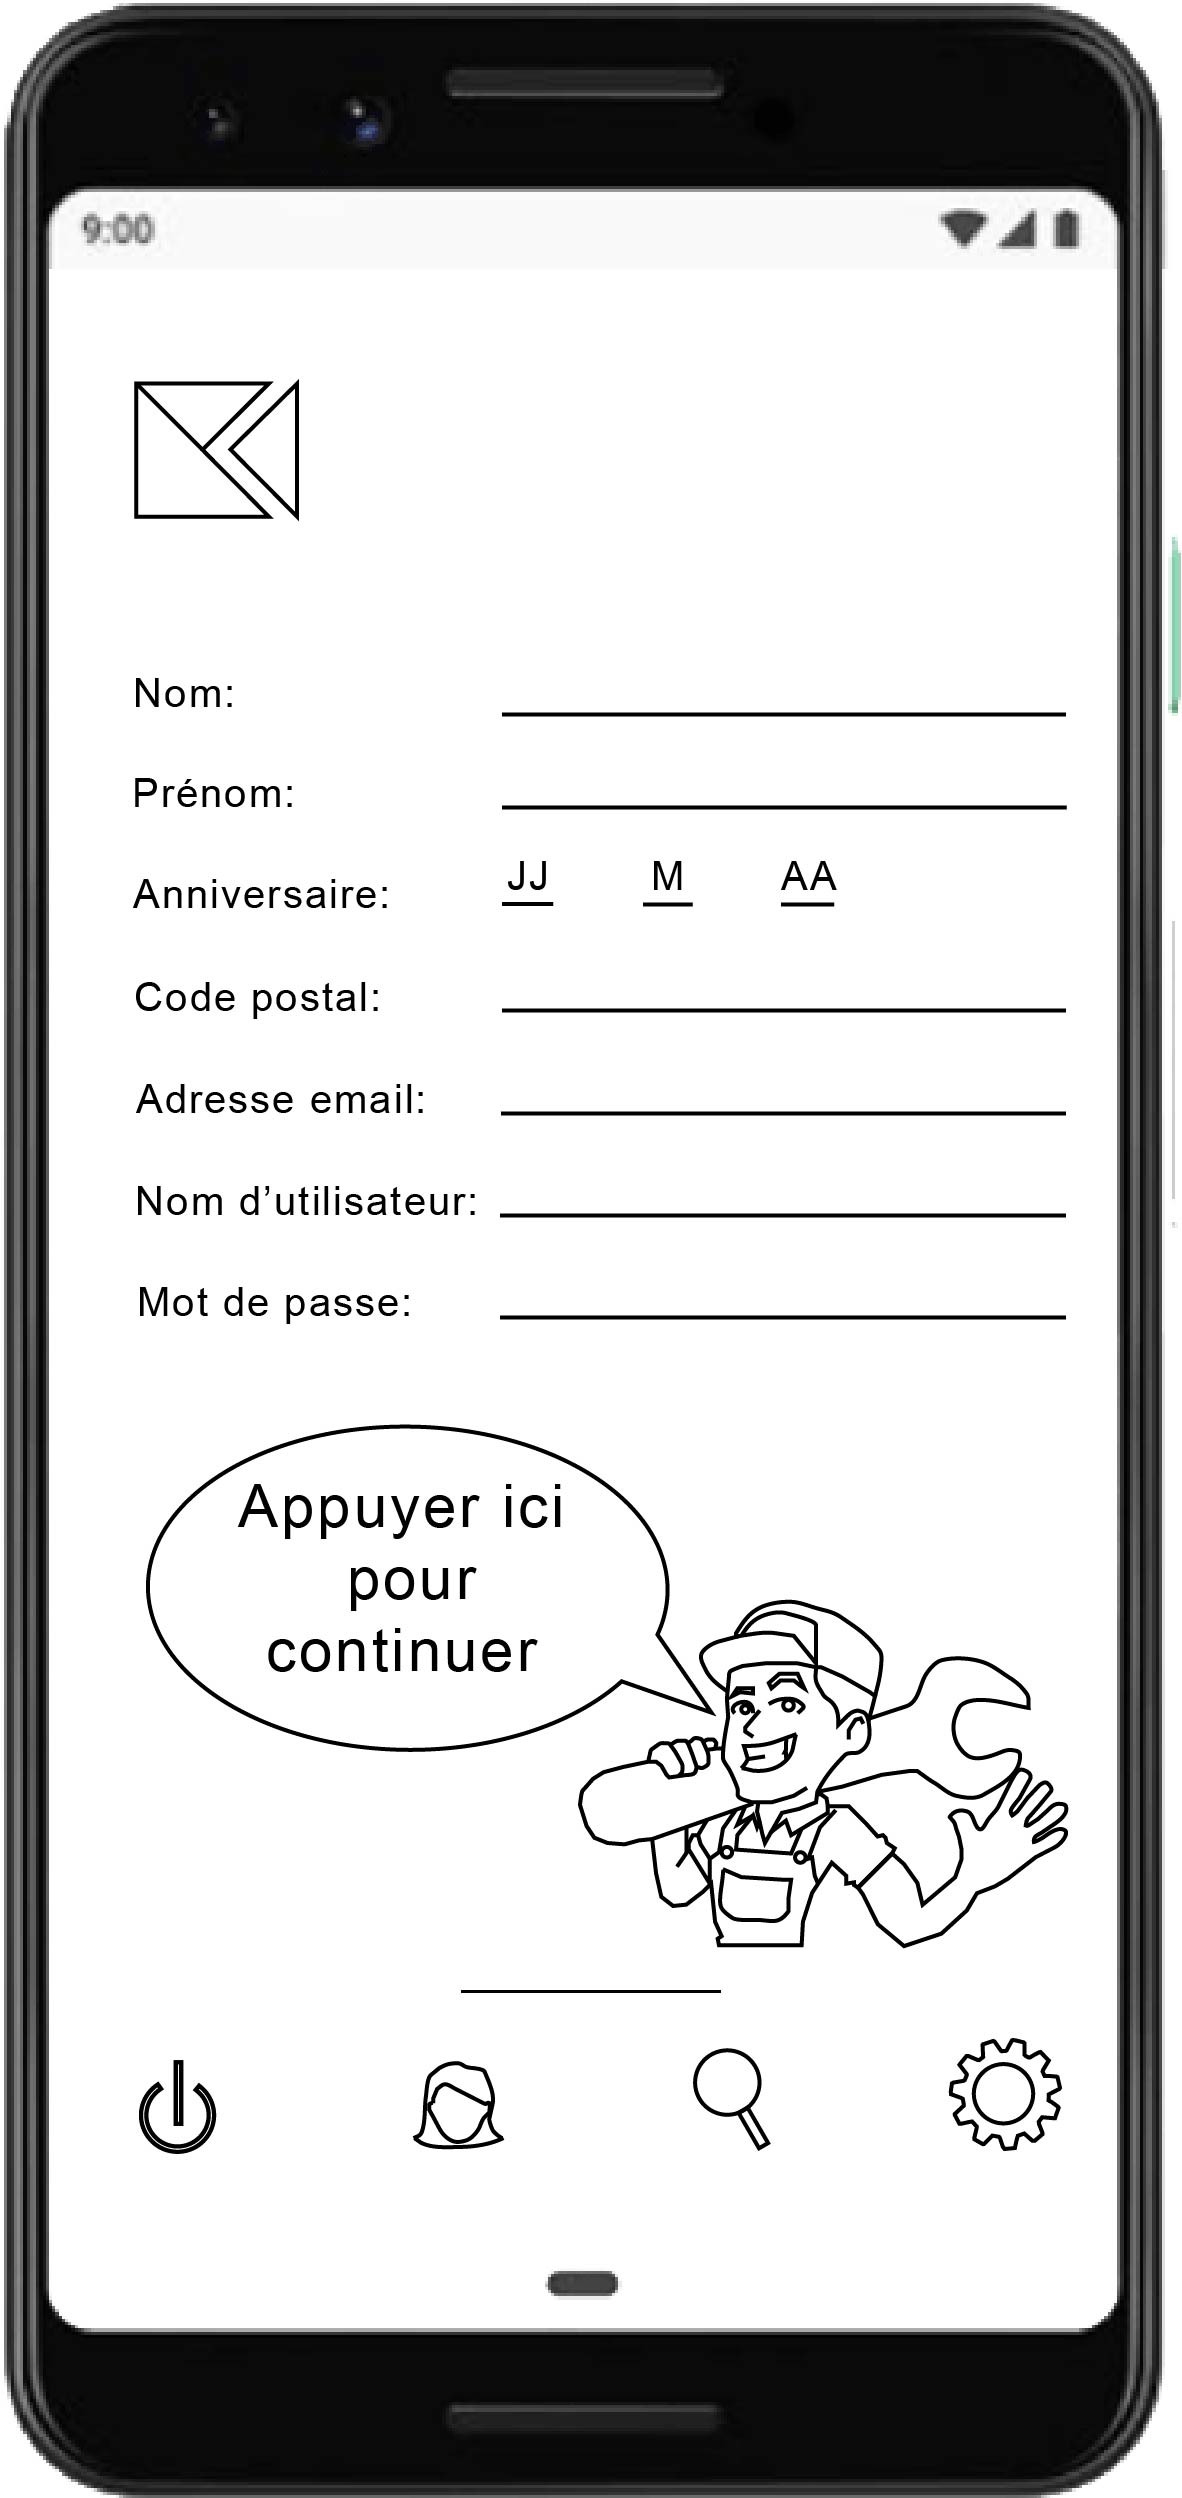 9:00
Nom:
Prénom:
Anniversaire: JJ M AA
Code postal:
Adresse email:
Nom d’utilisateur:
Mot de passe:
Appuyer ici
pour
continuer